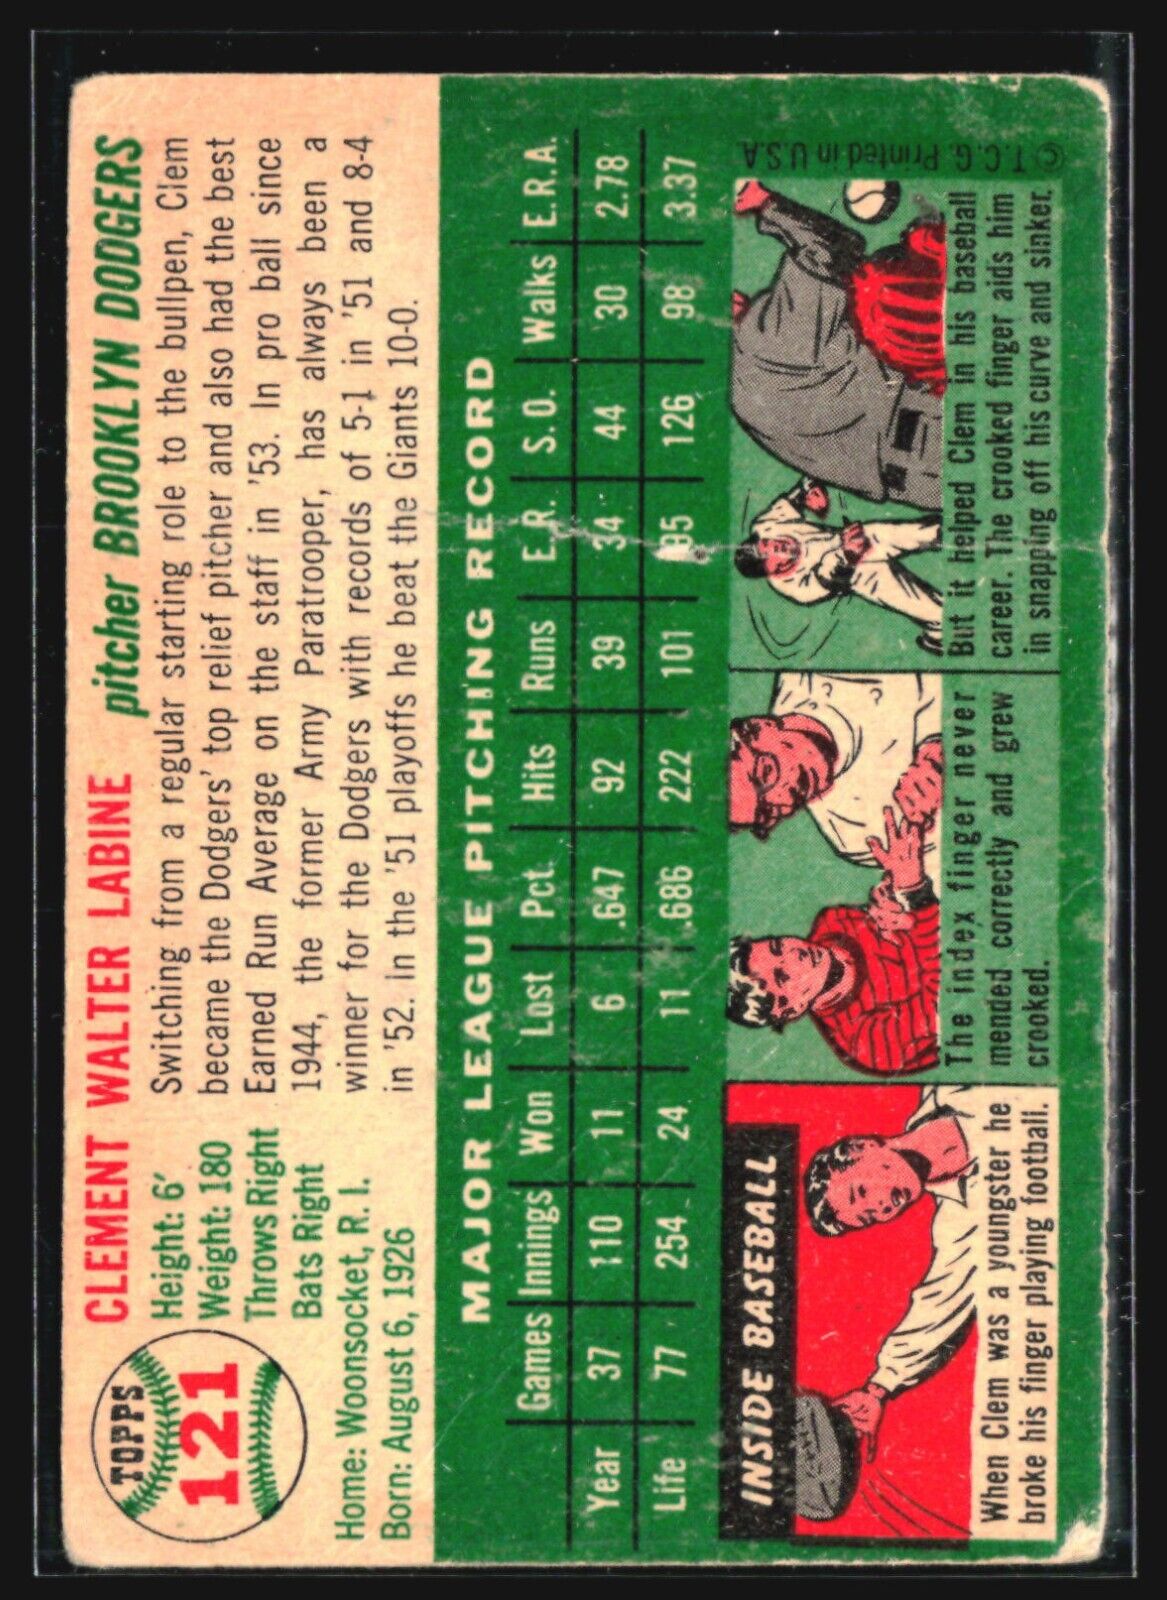 TOPPS
121
CLEMENT WALTER LABINE
pitcher BROOKLYN DODGERS
Height: 6'
Weight: 180
Throws Right
Bats Right
Home: Woonsocket, R. I.
Born: August 6, 1926
Switching from a regular starting role to the bullpen, Clem
became the Dodgers' top relief pitcher and also had the best
Earned Run Average on the staff in '53. In pro ball since
1944, the former Army Paratrooper, has always been a
winner for the Dodgers with records of 5-1 in '51 and 8-4
in '52. In the '51 playoffs he beat the Giants 10-0.
MAJOR LEAGUE PITCHING RECORD
Games Innings Won Lost Pct. Hits Runs E.R. S.O. Walks E.R.A.
Year 37 110 11 6 .647 92 39 34 44 30 2.78
Life 77 254 24 11 .686 222 101 95 126 98 3.37
INSIDE BASEBALL
When Clem was a youngster he
broke his finger playing football.
The index finger never
mended correctly and grew
crooked.
But it helped Clem in his baseball
career. The crooked finger aids him
in snapping off his curve and sinker.
© T.C.G. Printed in U.S.A